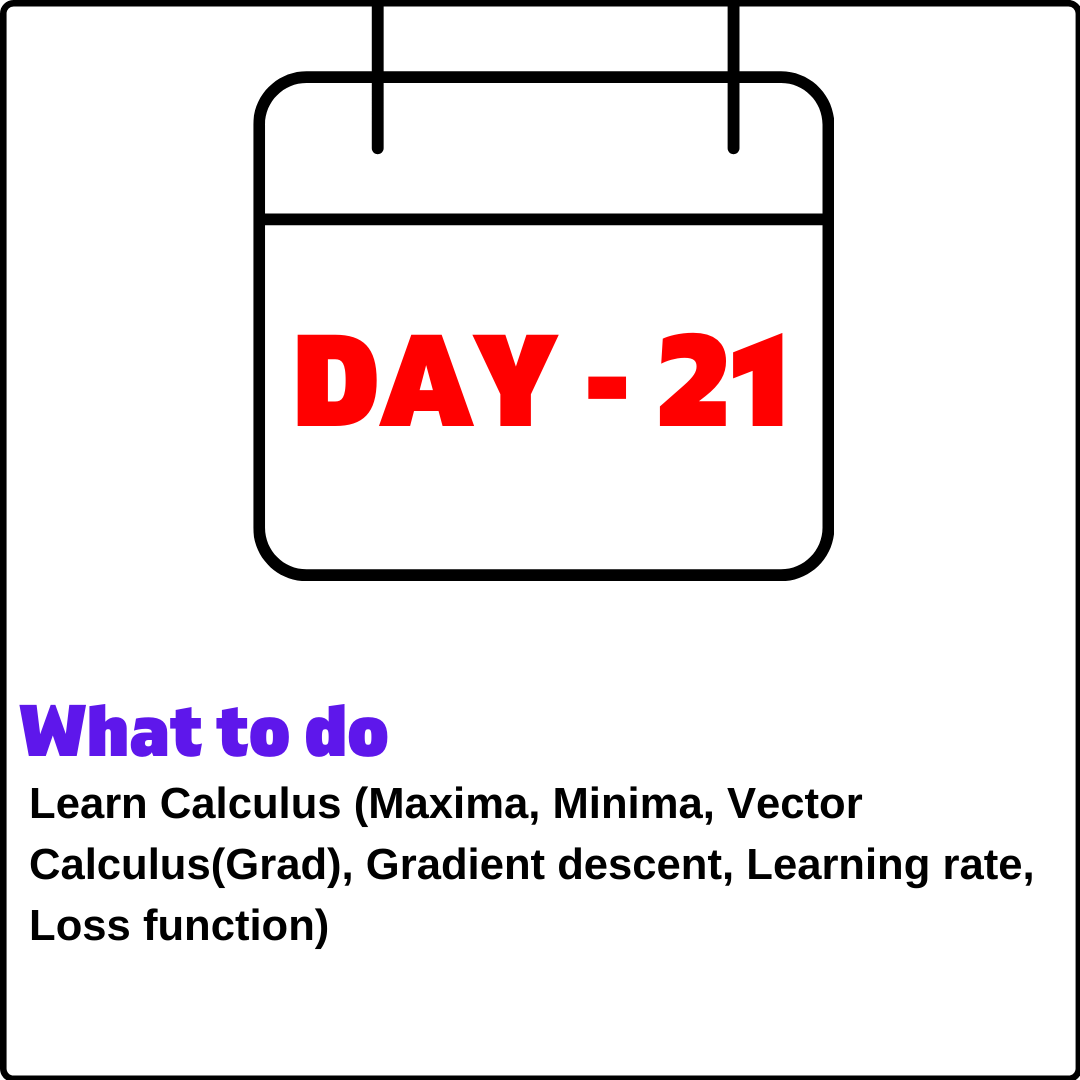 DAY - 21
What to do
Learn Calculus (Maxima, Minima, Vector
Calculus(Grad), Gradient descent, Learning rate,
Loss function)